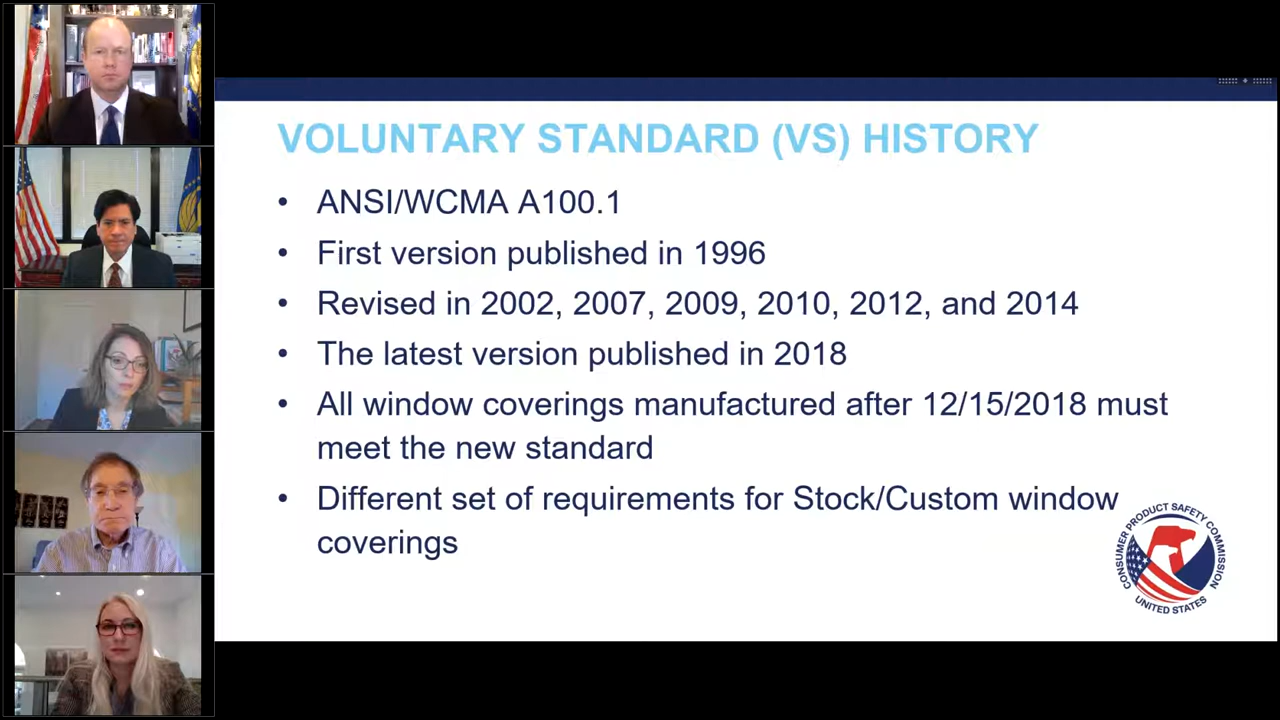 VOLUNTARY STANDARD (VS) HISTORY
• ANSI/WCMA A100.1
• First version published in 1996
• Revised in 2002, 2007, 2009, 2010, 2012, and 2014
• The latest version published in 2018
• All window coverings manufactured after 12/15/2018 must
meet the new standard
• Different set of requirements for Stock/Custom window
coverings
CONSUMER PRODUCT SAFETY COMMISSION
UNITED STATES